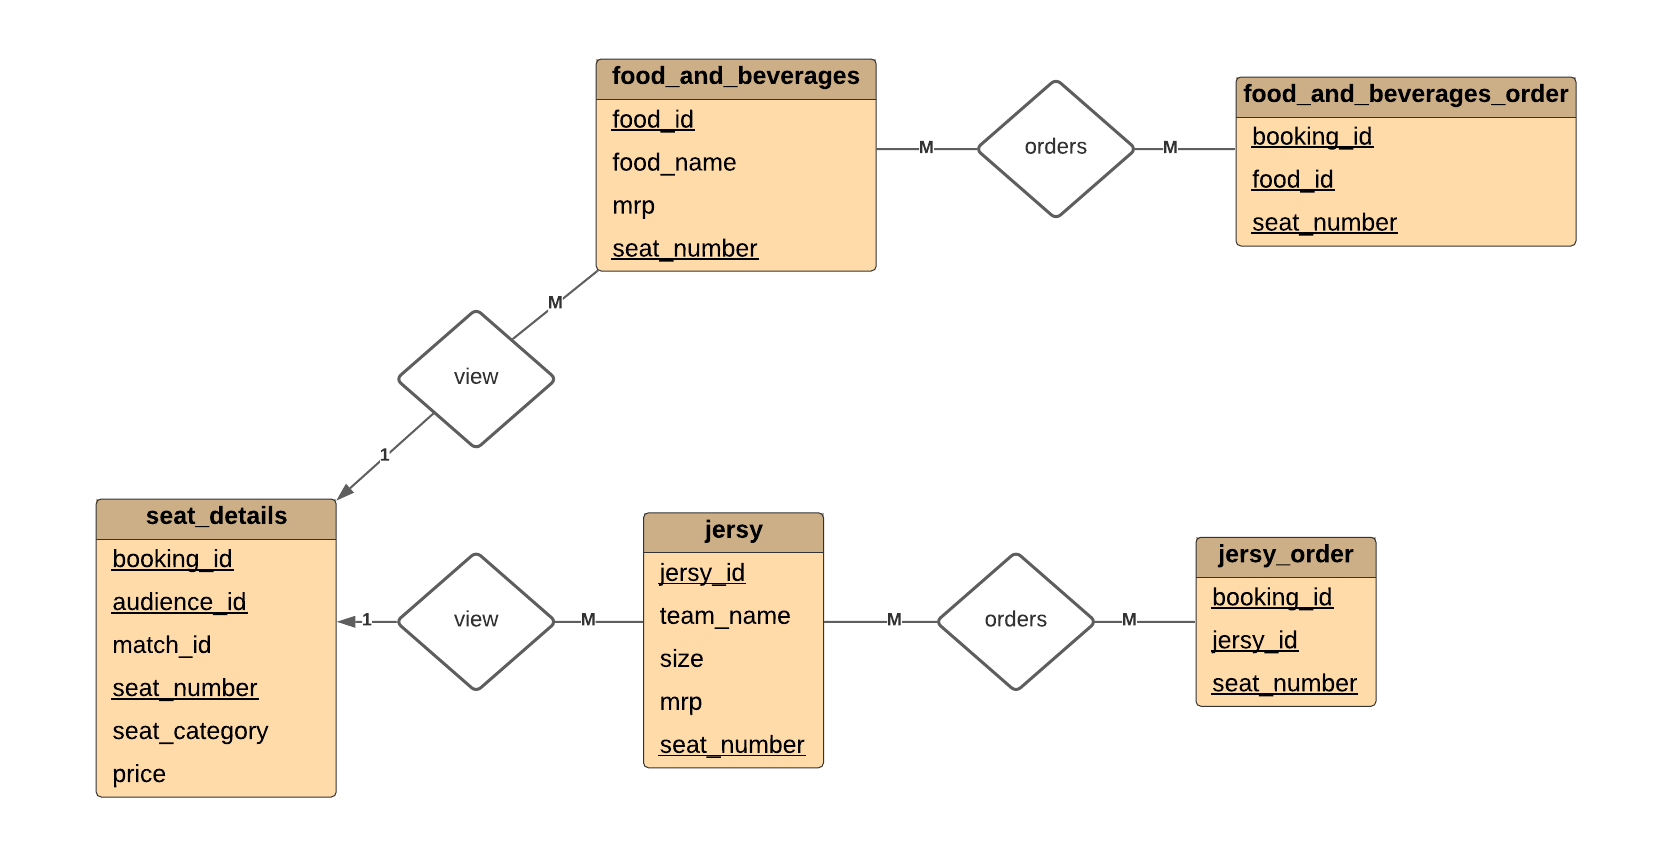 food_and_beverages
food_id
food_name
mrp
seat_number
M
orders
M
food_and_beverages_order
booking_id
food_id
seat_number
M
view
1
seat_details
booking_id
audience_id
match_id
seat_number
seat_category
price
1
view
M
jersy
jersy_id
team_name
size
mrp
seat_number
M
orders
M
jersy_order
booking_id
jersy_id
seat_number